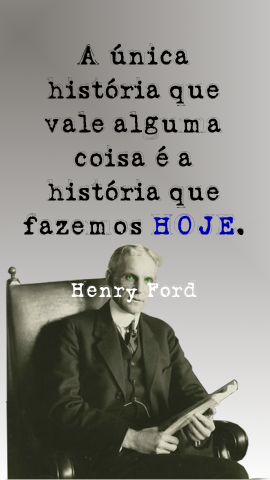 A única
história que
vale alguma
coisa é a
história que
fazemos HOJE.
Henry Ford